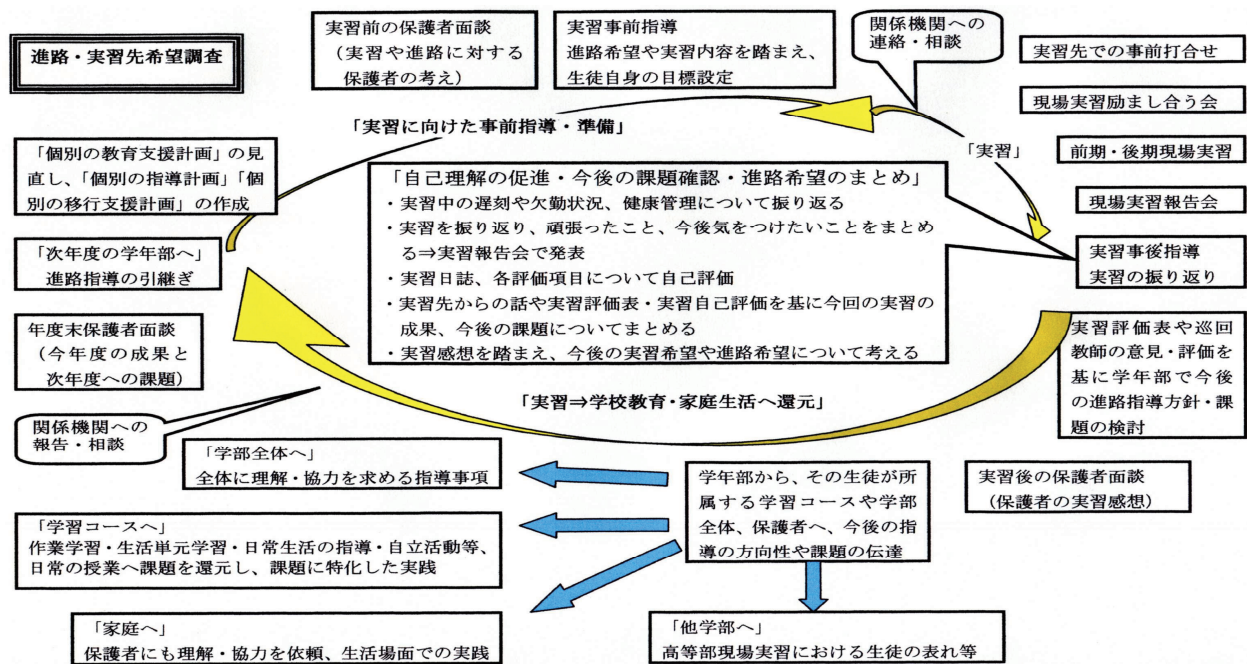 進路・実習先希望調査
実習前の保護者面談
(実習や進路に対する
保護者の考え)
実習事前指導
進路希望や実習内容を踏まえ、
生徒自身の目標設定
関係機関への
連絡・相談
実習先での事前打合せ
現場実習励まし合う会
前期・後期現場実習
現場実習報告会
実習事後指導
実習の振り返り
「実習に向けた事前指導・準備」
「実習」
「個別の教育支援計画」の見
直し、「個別の指導計画」「個
別の移行支援計画」の作成
「次年度の学年部へ」
進路指導の引継ぎ
年度末保護者面談
(今年度の成果と
次年度への課題)
関係機関への
報告・相談
「自己理解の促進・今後の課題確認・進路希望のまとめ」
・実習中の遅刻や欠勤状況、健康管理について振り返る
・実習を振り返り、頑張ったこと、今後気をつけたいことをまとめ
る⇒実習報告会で発表
・実習日誌、各評価項目について自己評価
・実習先からの話や実習評価表・実習自己評価を基に今回の実習の
成果、今後の課題についてまとめる
・実習感想を踏まえ、今後の実習希望や進路希望について考える
「実習⇒学校教育・家庭生活へ還元」
実習評価表や巡回
教師の意見・評価を
基に学年部で今後
の進路指導方針・課
題の検討
実習後の保護者面談
(保護者の実習感想)
学年部から、その生徒が所
属する学習コースや学部
全体、保護者へ、今後の指
導の方向性や課題の伝達
「学部全体へ」
全体に理解・協力を求める指導事項
「学習コースへ」
作業学習・生活単元学習・日常生活の指導・自立活動等、
日常の授業へ課題を還元し、課題に特化した実践
「家庭へ」
保護者にも理解・協力を依頼、生活場面での実践
「他学部へ」
高等部現場実習における生徒の表れ等